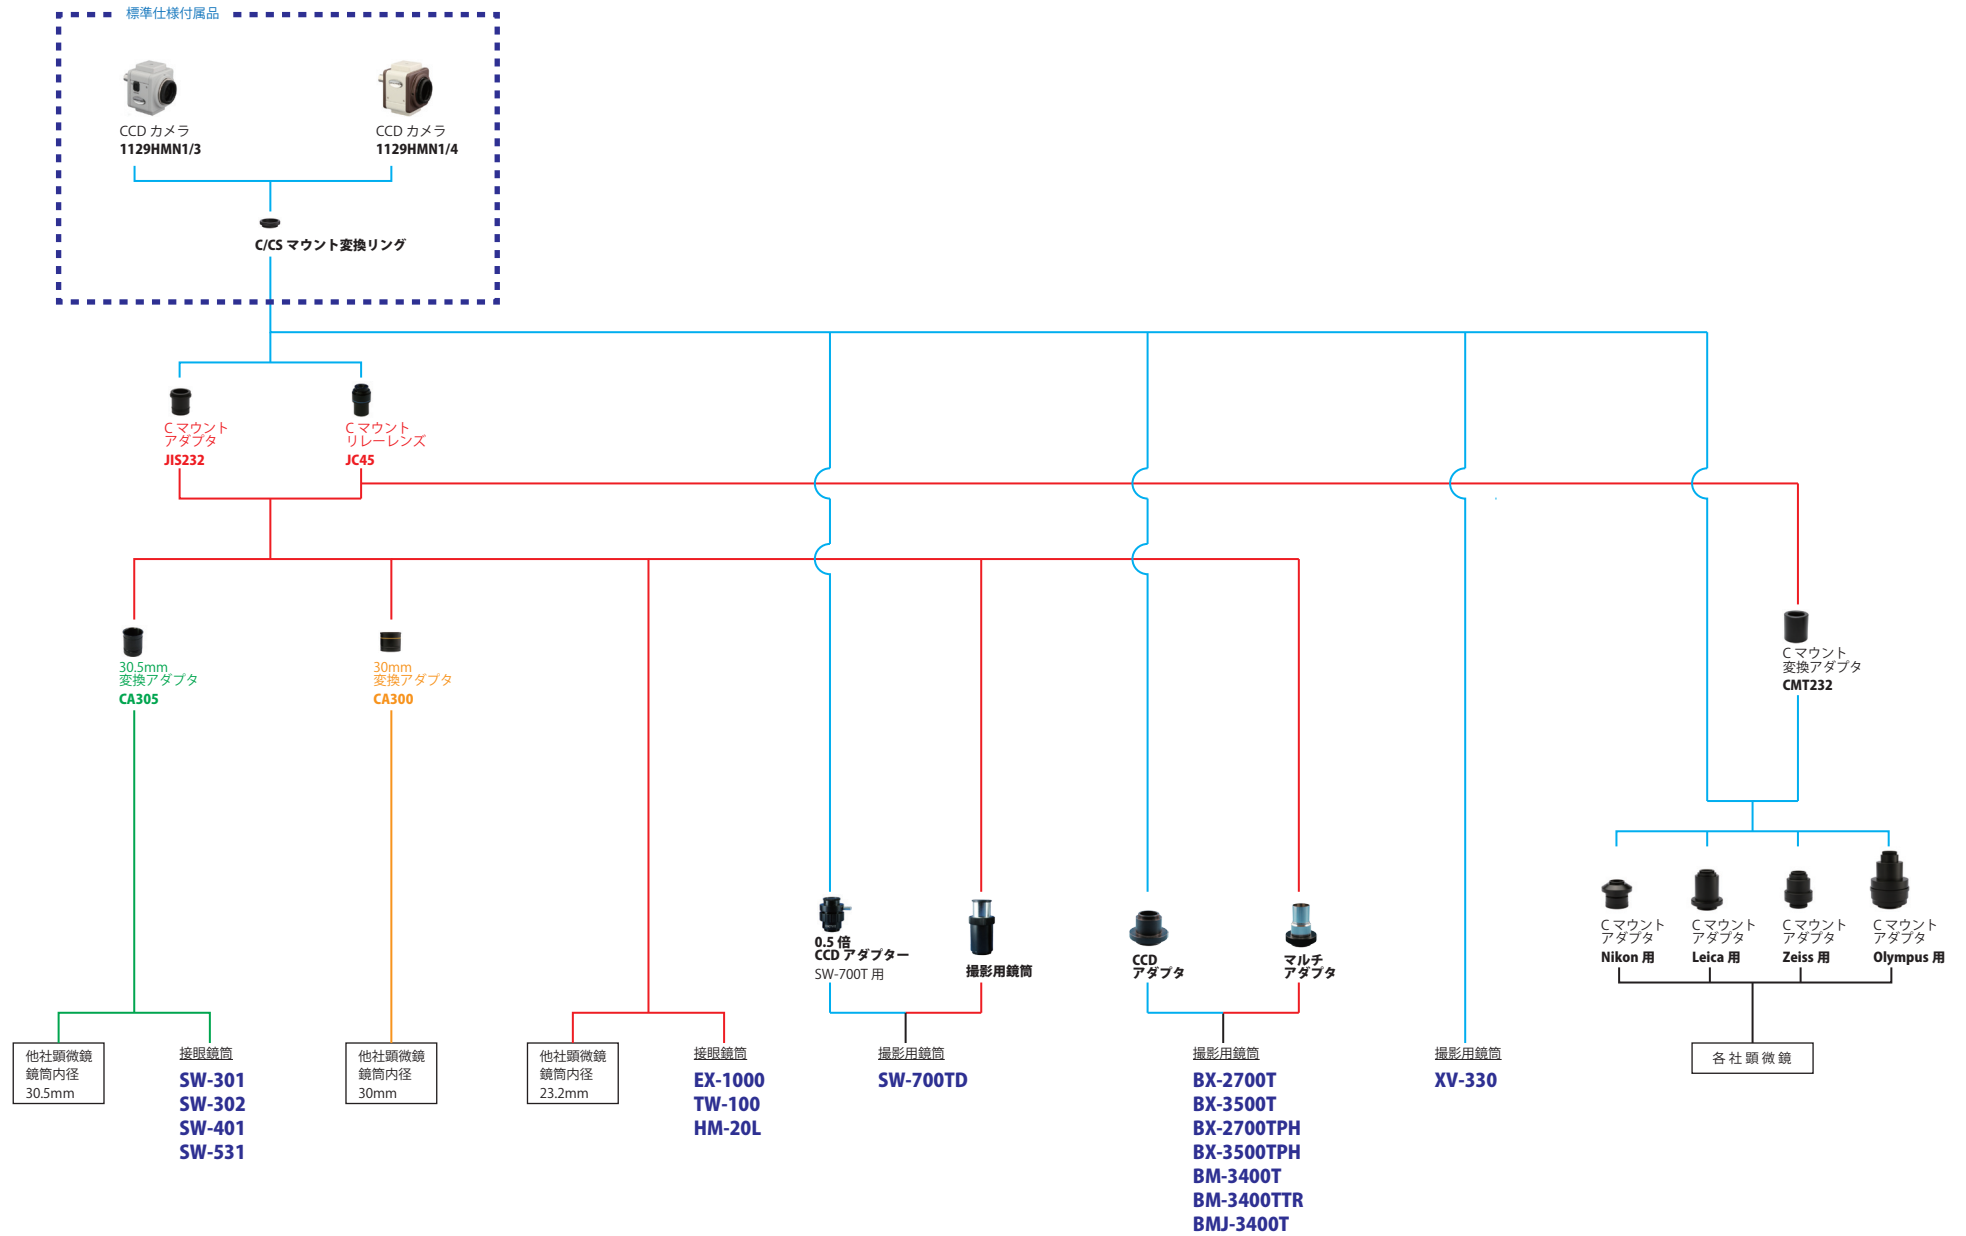 標準仕様付属品
CCD カメラ
1129HMN1/3
CCD カメラ
1129HMN1/4
C/CS マウント変換リング
C マウント
アダプタ
JIS232
C マウント
リレーレンズ
JC45
30.5mm
変換アダプタ
CA305
30mm
変換アダプタ
CA300
C マウント
変換アダプタ
CMT232
0.5 倍
CCD アダプター
SW-700T 用
撮影用鏡筒
CCD
アダプタ
マルチ
アダプタ
C マウント
アダプタ
Nikon 用
C マウント
アダプタ
Leica 用
C マウント
アダプタ
Zeiss 用
C マウント
アダプタ
Olympus 用
他社顕微鏡
鏡筒内径
30.5mm
接眼鏡筒
SW-301
SW-302
SW-401
SW-531
他社顕微鏡
鏡筒内径
30mm
他社顕微鏡
鏡筒内径
23.2mm
接眼鏡筒
EX-1000
TW-100
HM-20L
撮影用鏡筒
SW-700TD
撮影用鏡筒
BX-2700T
BX-3500T
BX-2700TPH
BX-3500TPH
BM-3400T
BM-3400TTR
BMJ-3400T
撮影用鏡筒
XV-330
各社顕微鏡